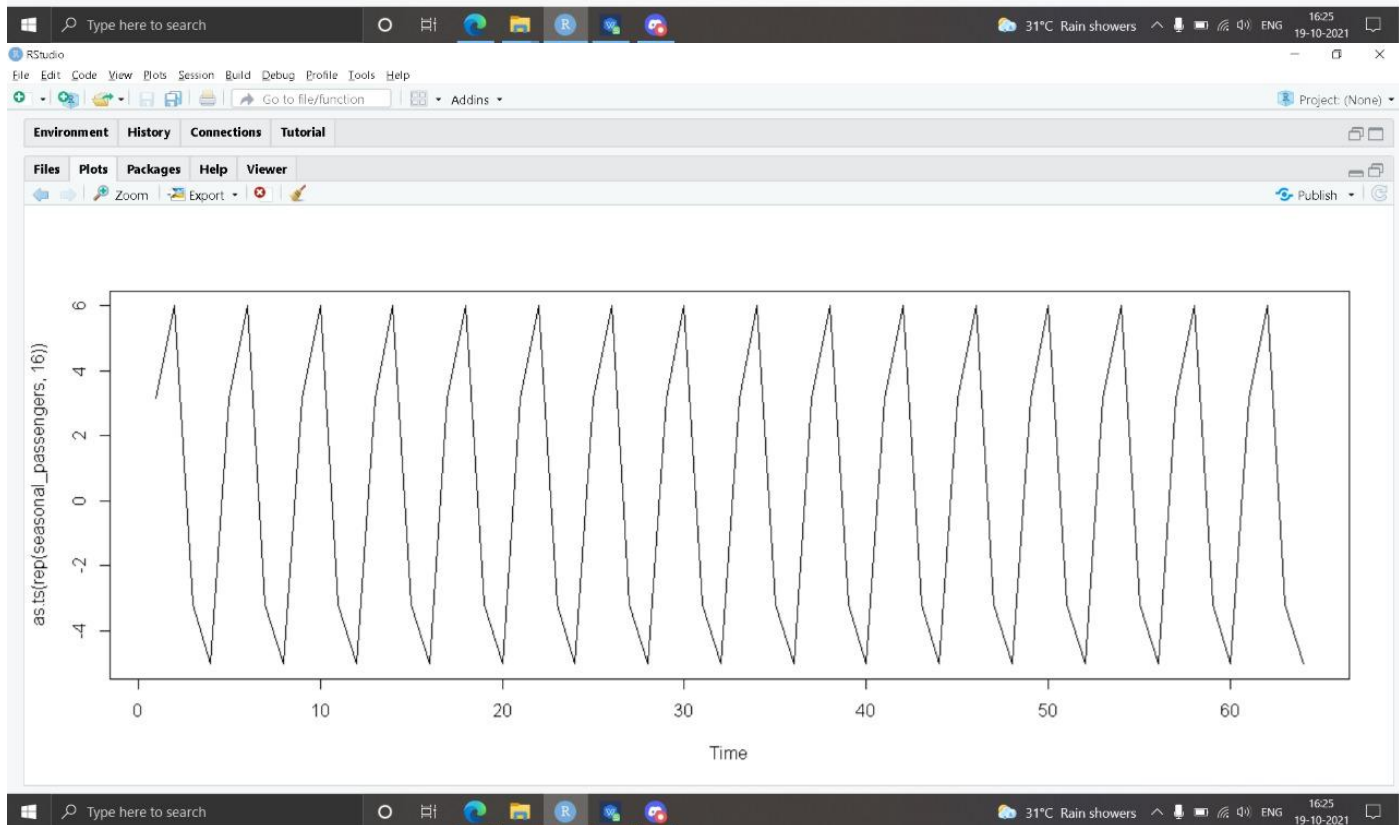 Type here to search
R
31°C Rain showers
ENG
16:25
19-10-2021
RStudio
File Edit Code View Plots Session Build Debug Profile Tools Help
Go to file/function
Addins
Project: (None)
Environment History Connections Tutorial
Files Plots Packages Help Viewer
Zoom Export
Publish
as.ts(rep(seasonal_passengers, 16))
6
4
2
0
-2
-4
0 10 20 30 40 50 60
Time
Type here to search
R
31°C Rain showers
ENG
16:25
19-10-2021